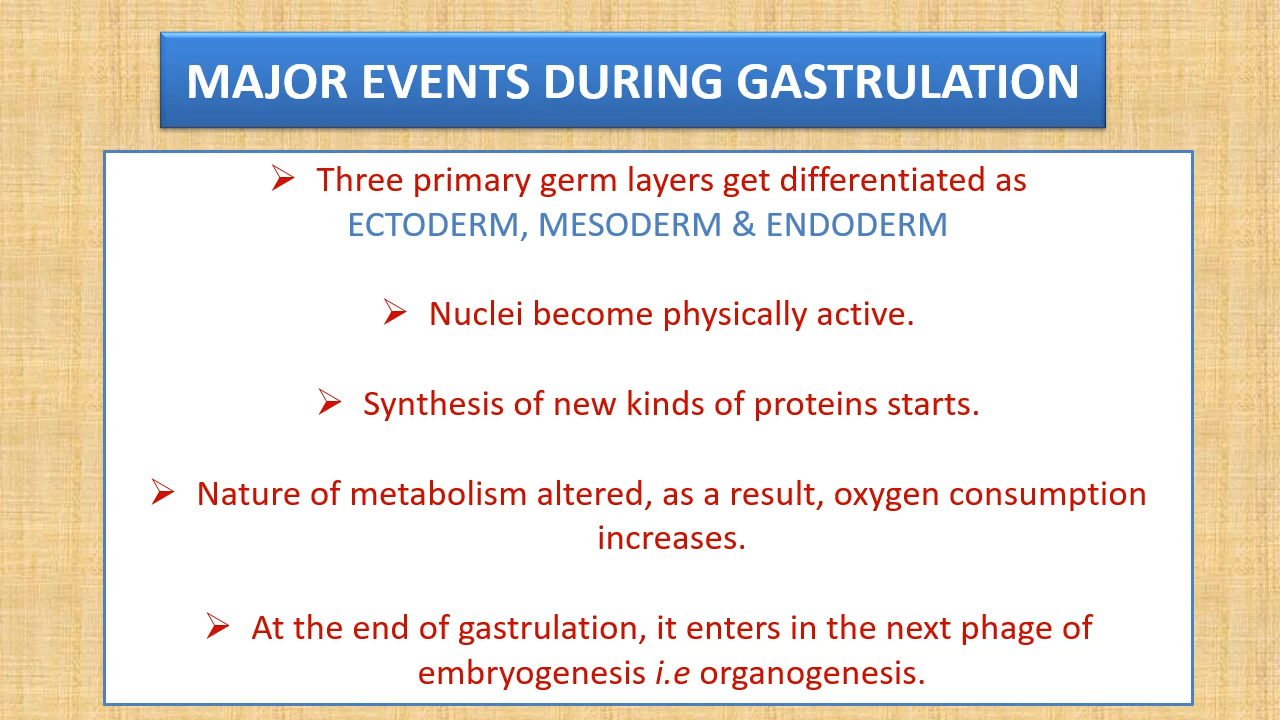 MAJOR EVENTS DURING GASTRULATION
➢ Three primary germ layers get differentiated as
ECTODERM, MESODERM & ENDODERM
➢ Nuclei become physically active.
➢ Synthesis of new kinds of proteins starts.
➢ Nature of metabolism altered, as a result, oxygen consumption
increases.
➢ At the end of gastrulation, it enters in the next phage of
embryogenesis i.e organogenesis.